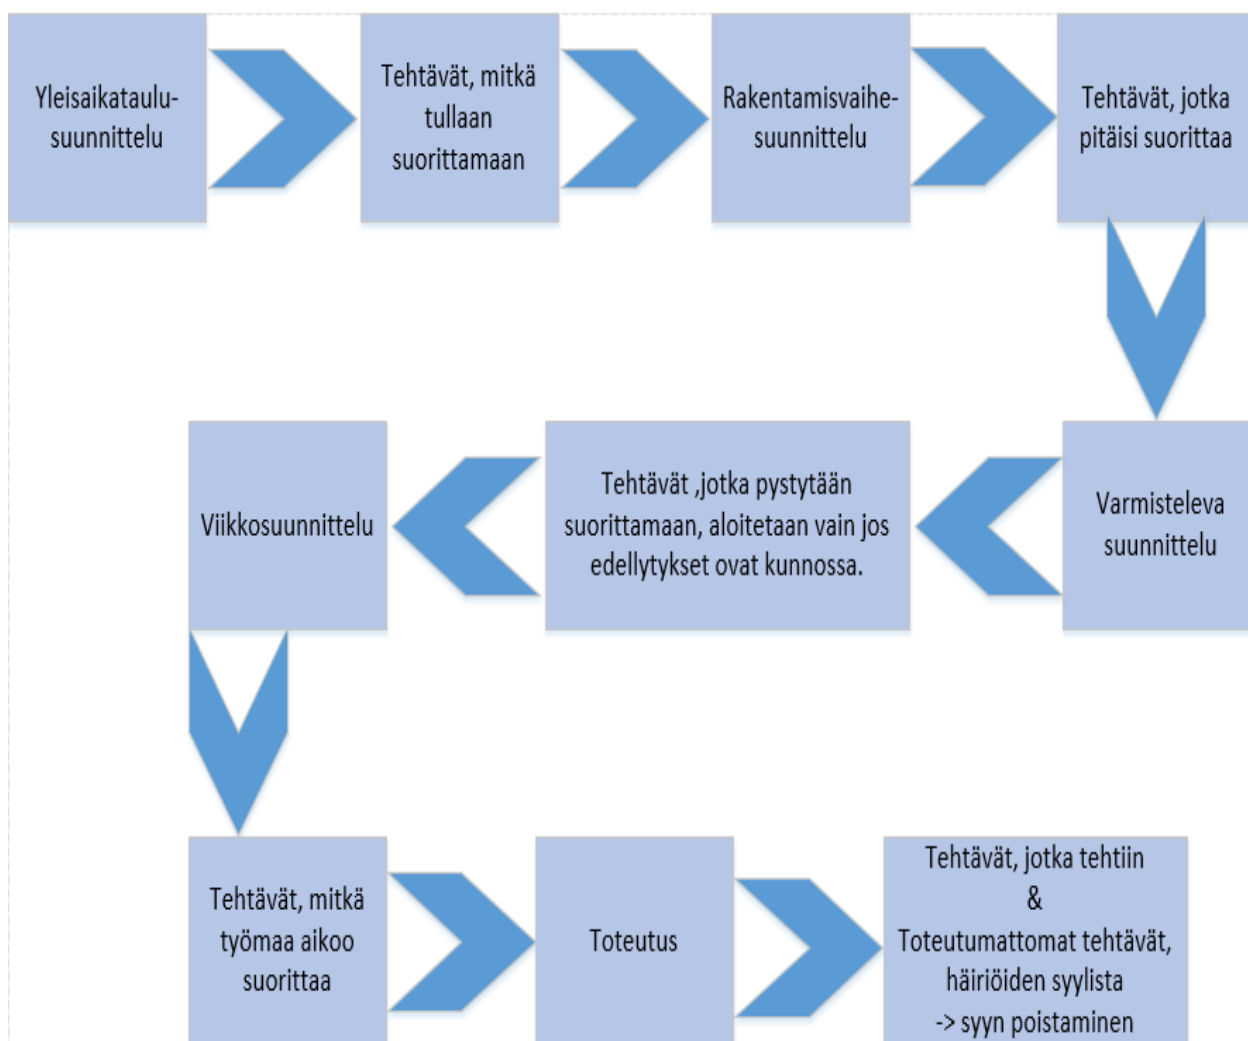 Yleisaikataulu-
suunnittelu
Tehtävät, mitkä
tullaan
suorittamaan
Rakentamisvaihe-
suunnittelu
Tehtävät, jotka
pitäisi suorittaa
Varmisteleva
suunnittelu
Tehtävät ,jotka pystytään
suorittamaan, aloitetaan vain jos
edellytykset ovat kunnossa.
Viikkosuunnittelu
Tehtävät, mitkä
työmaa aikoo
suorittaa
Toteutus
Tehtävät, jotka tehtiin
&
Toteutumattomat tehtävät,
häiriöiden syylista
-> syyn poistaminen